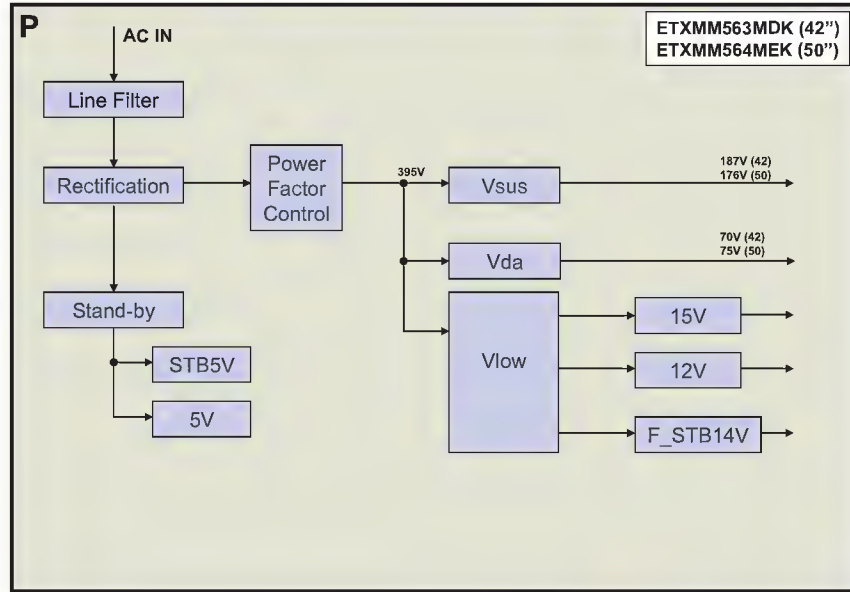 P
AC IN
ETXMM563MDK (42”)
ETXMM564MEK (50”)
Line Filter
Rectification
Power
Factor
Control
395V
Vsus
187V (42)
176V (50)
Vda
70V (42)
75V (50)
Stand-by
STB5V
5V
Vlow
15V
12V
F_STB14V